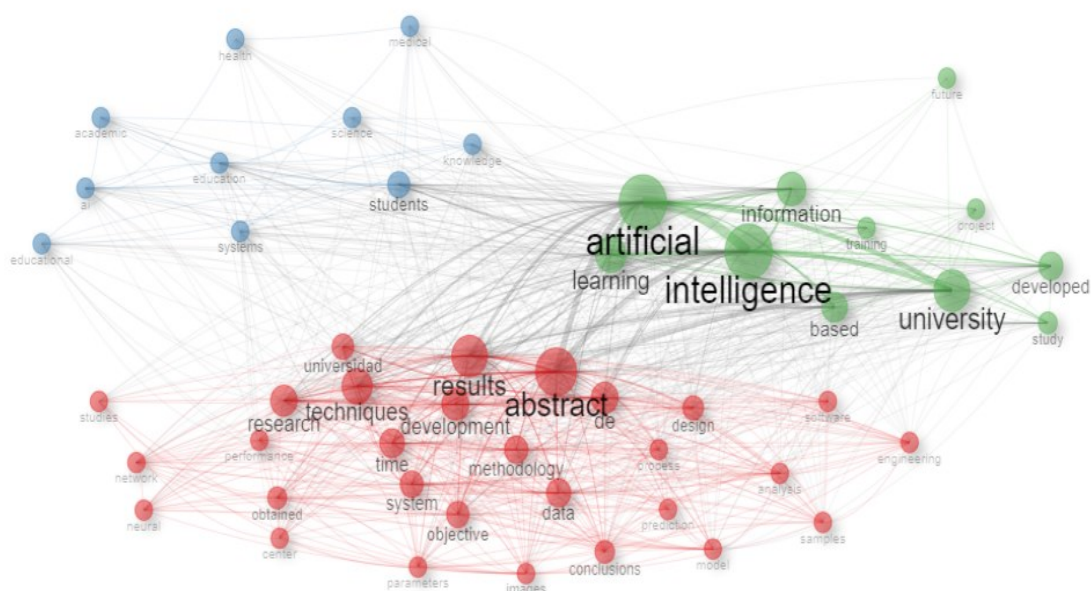 health
medical
future
academic
science
knowledge
education
ai
students
systems
educational
information
project
training
artificial
learning
intelligence
developed
university
based
study
universidad
results
techniques
abstract
research
development
de
design
software
studies
performance
time
methodology
process
engineering
network
analysis
system
data
obtained
objective
prediction
neural
samples
center
conclusions
model
parameters
images